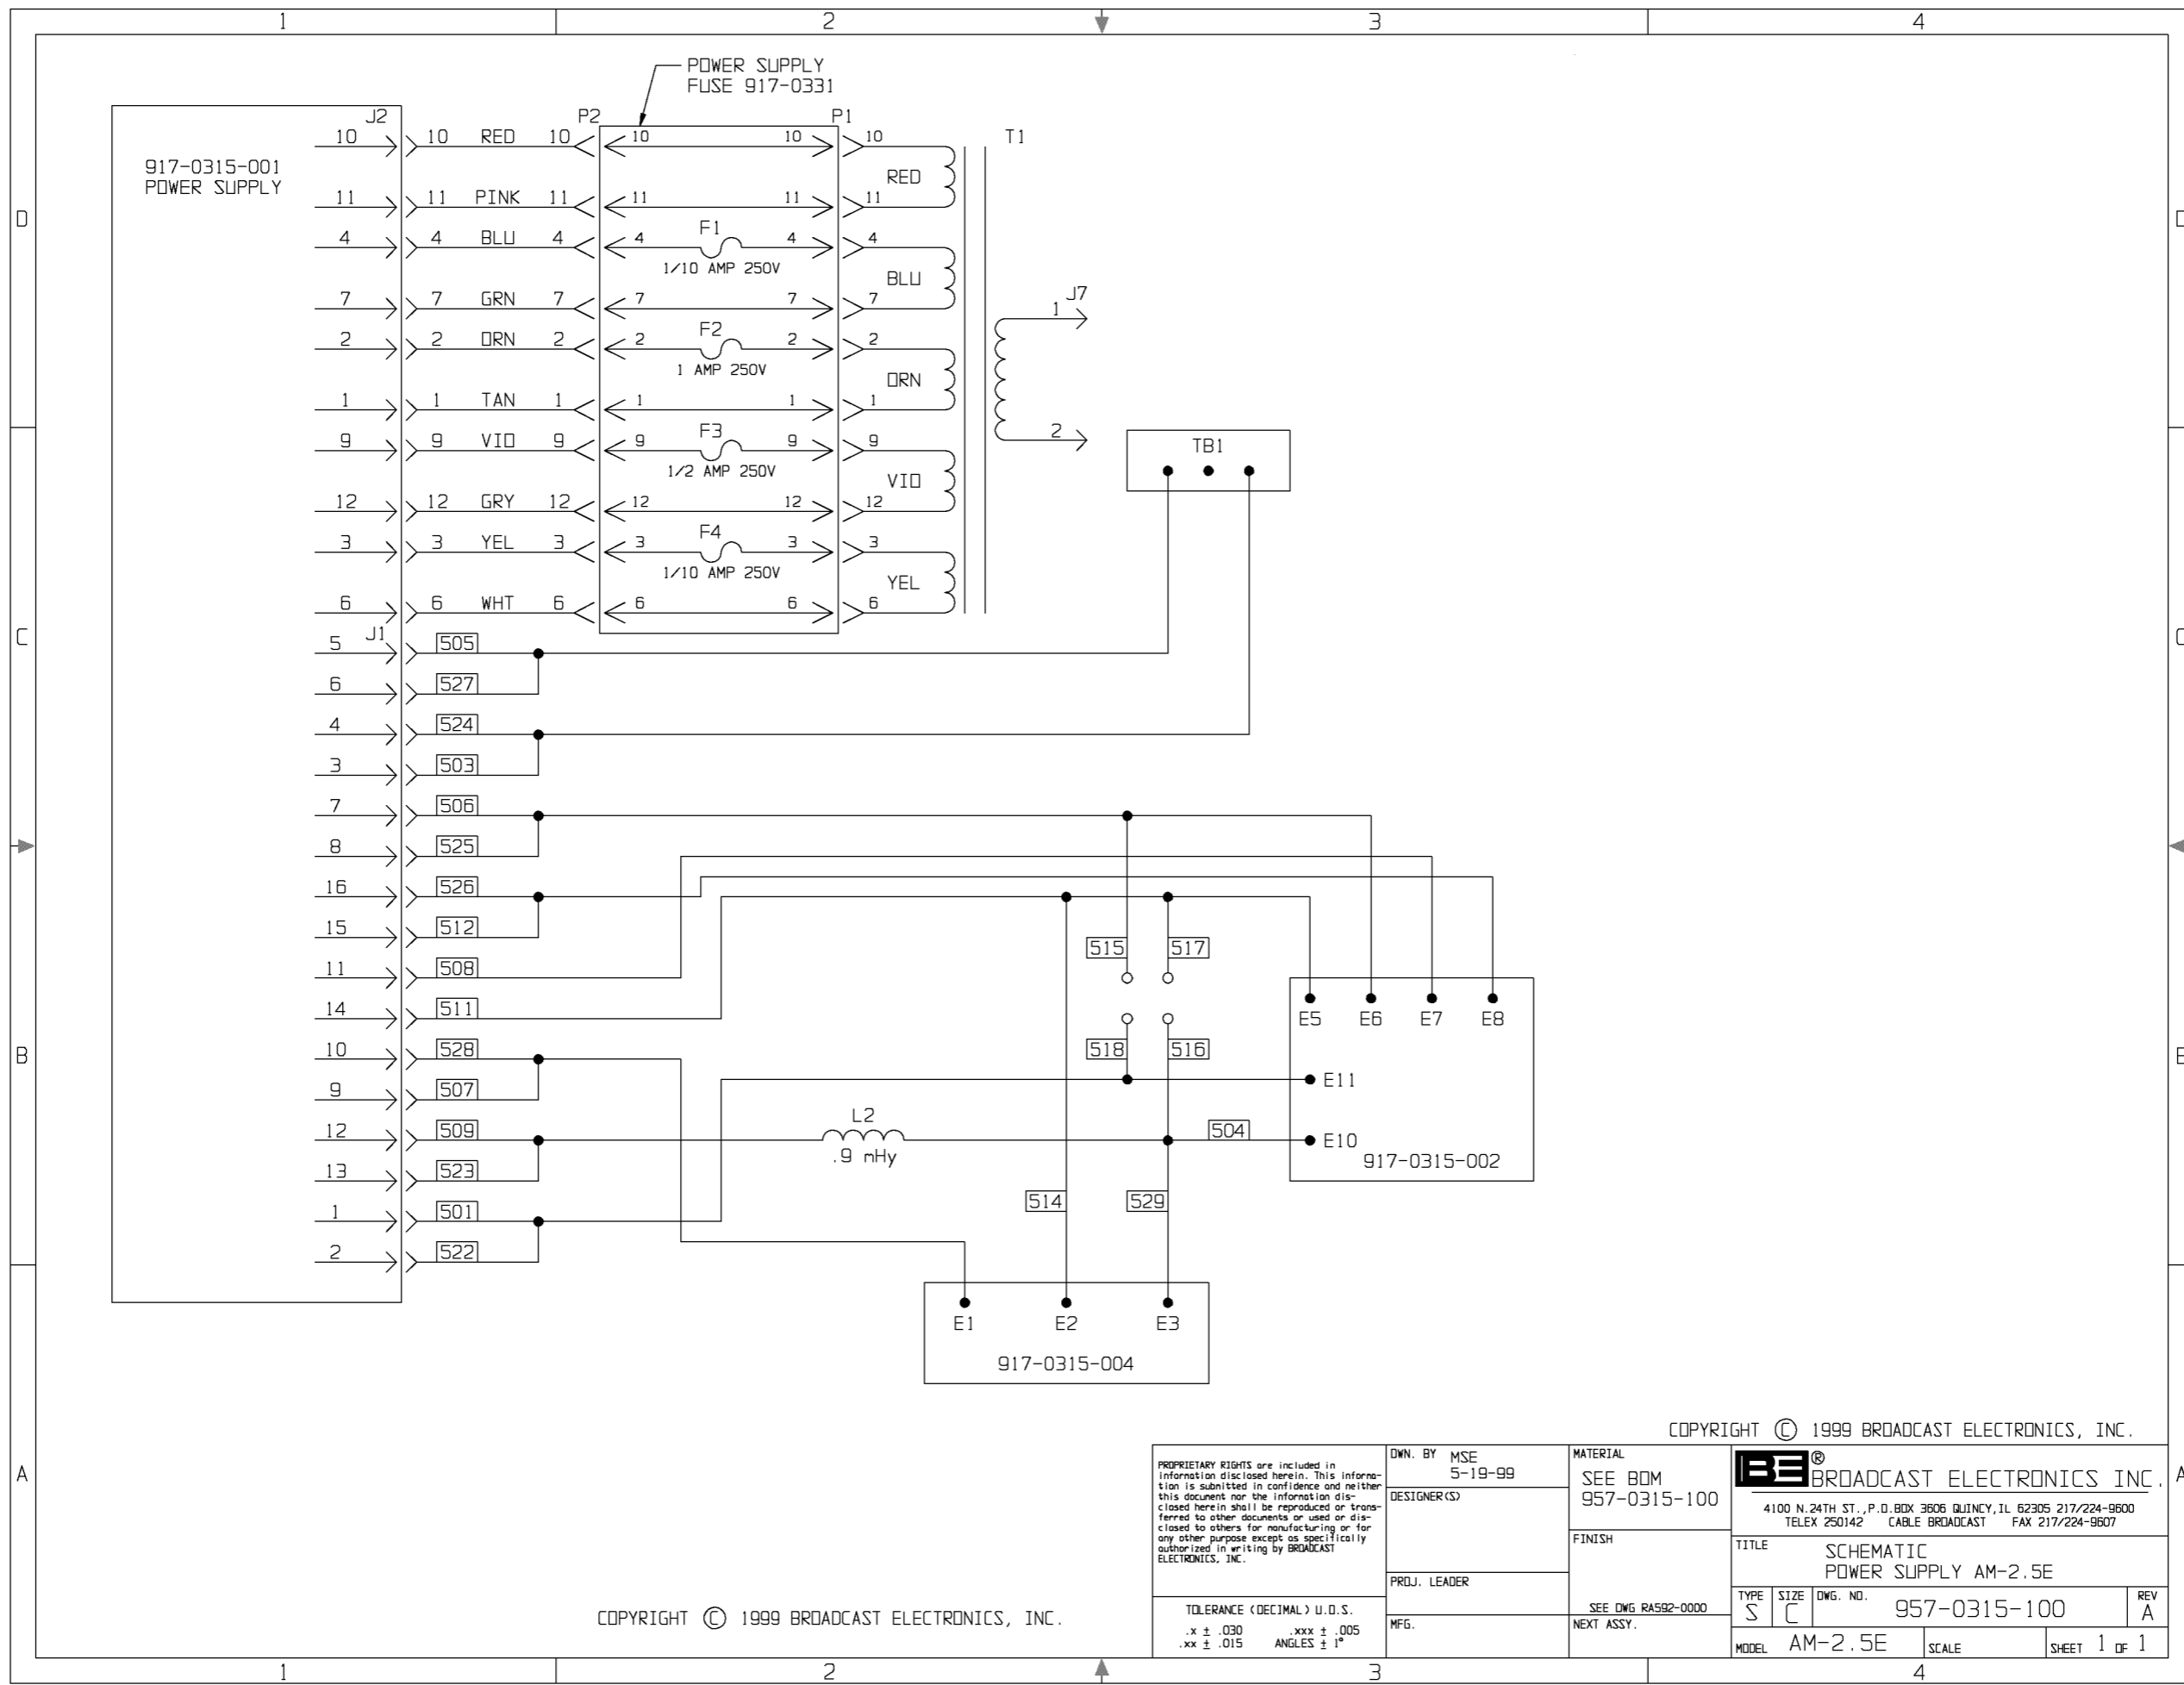 1 2 3 4
POWER SUPPLY
FUSE 917-0331
J2 P2 P1
10 10 RED 10 10 10 10 T1
917-0315-001
POWER SUPPLY
RED
11 11 PINK 11 11 11 11
D D
F1
4 4 BLU 4 4 4 4
1/10 AMP 250V
BLU
7 7 GRN 7 7 7 7
J7
1
F2
2 2 ORN 2 2 2 2
1 AMP 250V
ORN
1 1 TAN 1 1 1 1
F3
9 9 VIO 9 9 9 9
2
TB1
1/2 AMP 250V
VIO
12 12 GRY 12 12 12 12
F4
3 3 YEL 3 3 3 3
1/10 AMP 250V
YEL
6 6 WHT 6 6 6 6
J1
C C
5 505
6 527
4 524
3 503
7 506
8 525
16 526
15 512
515 517
11 508
14 511
E5 E6 E7 E8
10 528
518 516
B B
9 507
E11
L2
12 509
504
E10
.9 mHy
917-0315-002
13 523
514 529
1 501
2 522
E1 E2 E3
917-0315-004
COPYRIGHT © 1999 BROADCAST ELECTRONICS, INC.
A A
PROPRIETARY RIGHTS are included in
information disclosed herein. This informa-
tion is submitted in confidence and neither
this document nor the information dis-
closed herein shall be reproduced or trans-
ferred to other documents or used or dis-
closed to others for manufacturing or for
any other purpose except as specifically
authorized in writing by BROADCAST
ELECTRONICS, INC.
TOLERANCE (DECIMAL) U.O.S.
.x ± .030 .xxx ± .005
.xx ± .015 ANGLES ± 1°
DWN. BY MSE
5-19-99
DESIGNER(S)
PROJ. LEADER
MFG.
MATERIAL
SEE BOM
957-0315-100
FINISH
SEE DWG RA592-0000
NEXT ASSY.
BE®
BROADCAST ELECTRONICS INC.
4100 N.24TH ST.,P.O.BOX 3606 QUINCY,IL 62305 217/224-9600
TELEX 250142 CABLE BROADCAST FAX 217/224-9607
TITLE
SCHEMATIC
POWER SUPPLY AM-2.5E
TYPE S
SIZE C
DWG. NO. 957-0315-100
REV A
MODEL AM-2.5E
SCALE
SHEET 1 OF 1
COPYRIGHT © 1999 BROADCAST ELECTRONICS, INC.
1 2 3 4